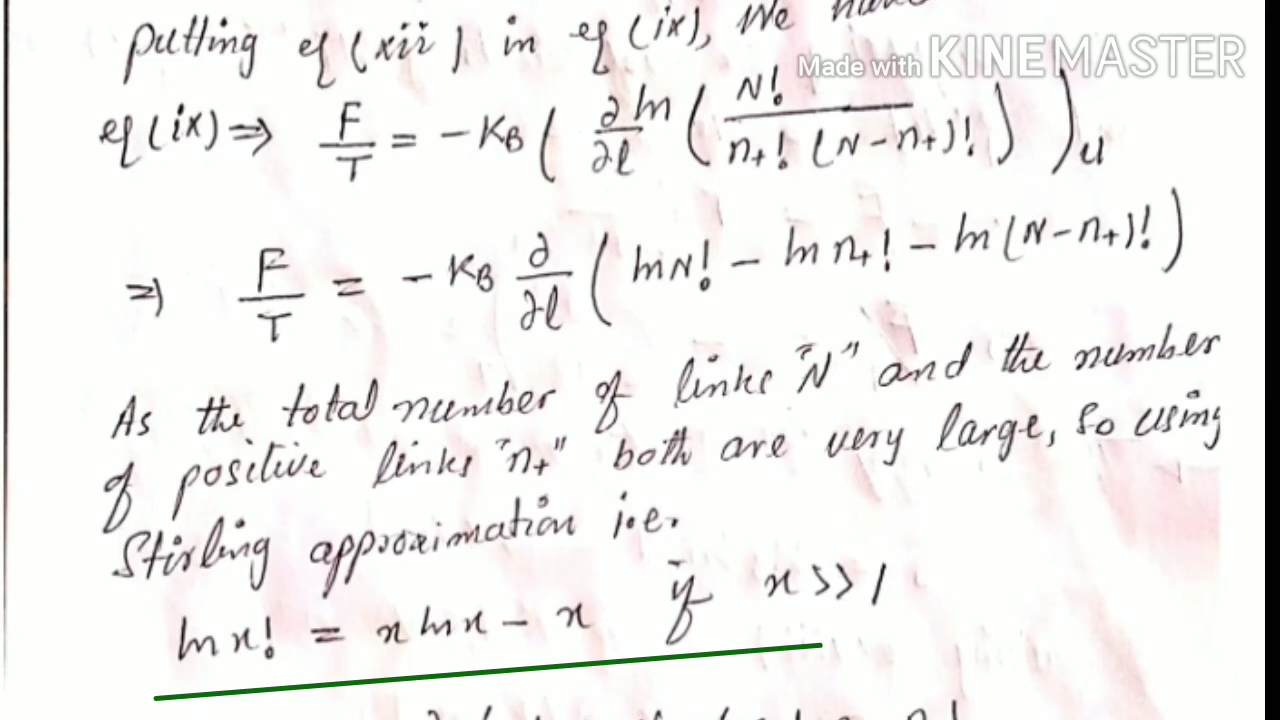 putting eq (xii) in eq (ix), We have
Made with KINEMASTER
eq (ix) ⇒ F/T = -K_B ( ∂/∂l ln ( N! / n₊! (N-n₊)! ) )_U
⇒ F/T = -K_B ∂/∂l ( ln N! - ln n₊! - ln (N-n₊)! )
As the total number of links "N" and the number
of positive links "n₊" both are very large, so using
Stirling approximation i.e.
ln x! = x ln x - x if x >> 1